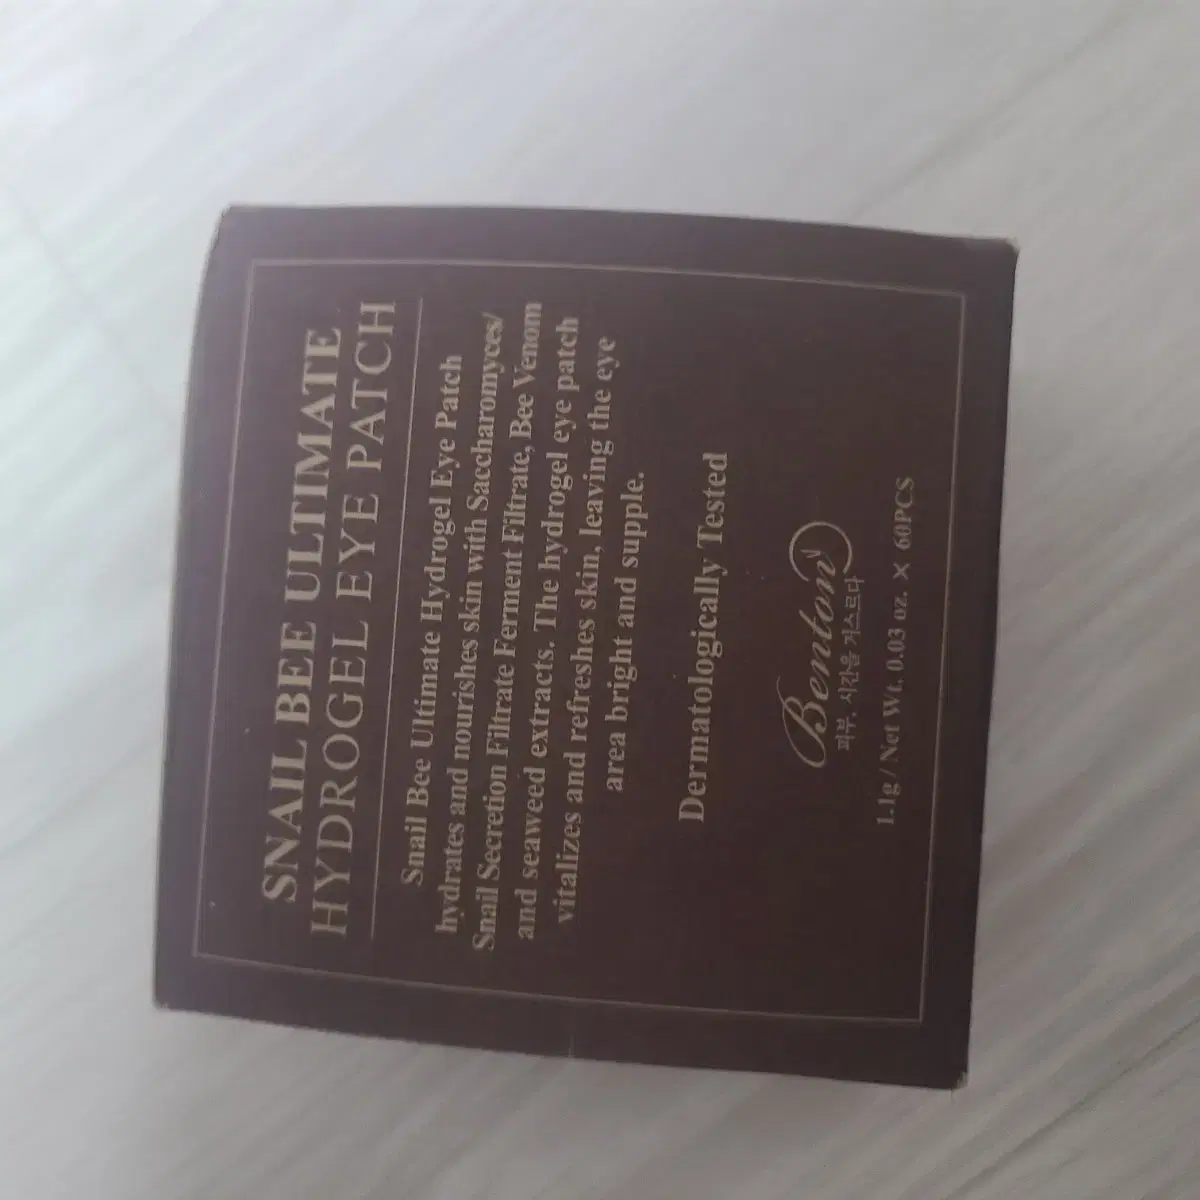 SNAIL BEE ULTIMATE
HYDROGEL EYE PATCH
Snail Bee Ultimate Hydrogel Eye Patch
hydrates and nourishes skin with Saccharomyces/
Snail Secretion Filtrate Ferment Filtrate, Bee Venom
and seaweed extracts. The hydrogel eye patch
vitalizes and refreshes skin, leaving the eye
area bright and supple.
Dermatologically Tested
Benton
피부, 시간을 거스르다
1.1g / Net Wt. 0.03 oz. × 60PCS